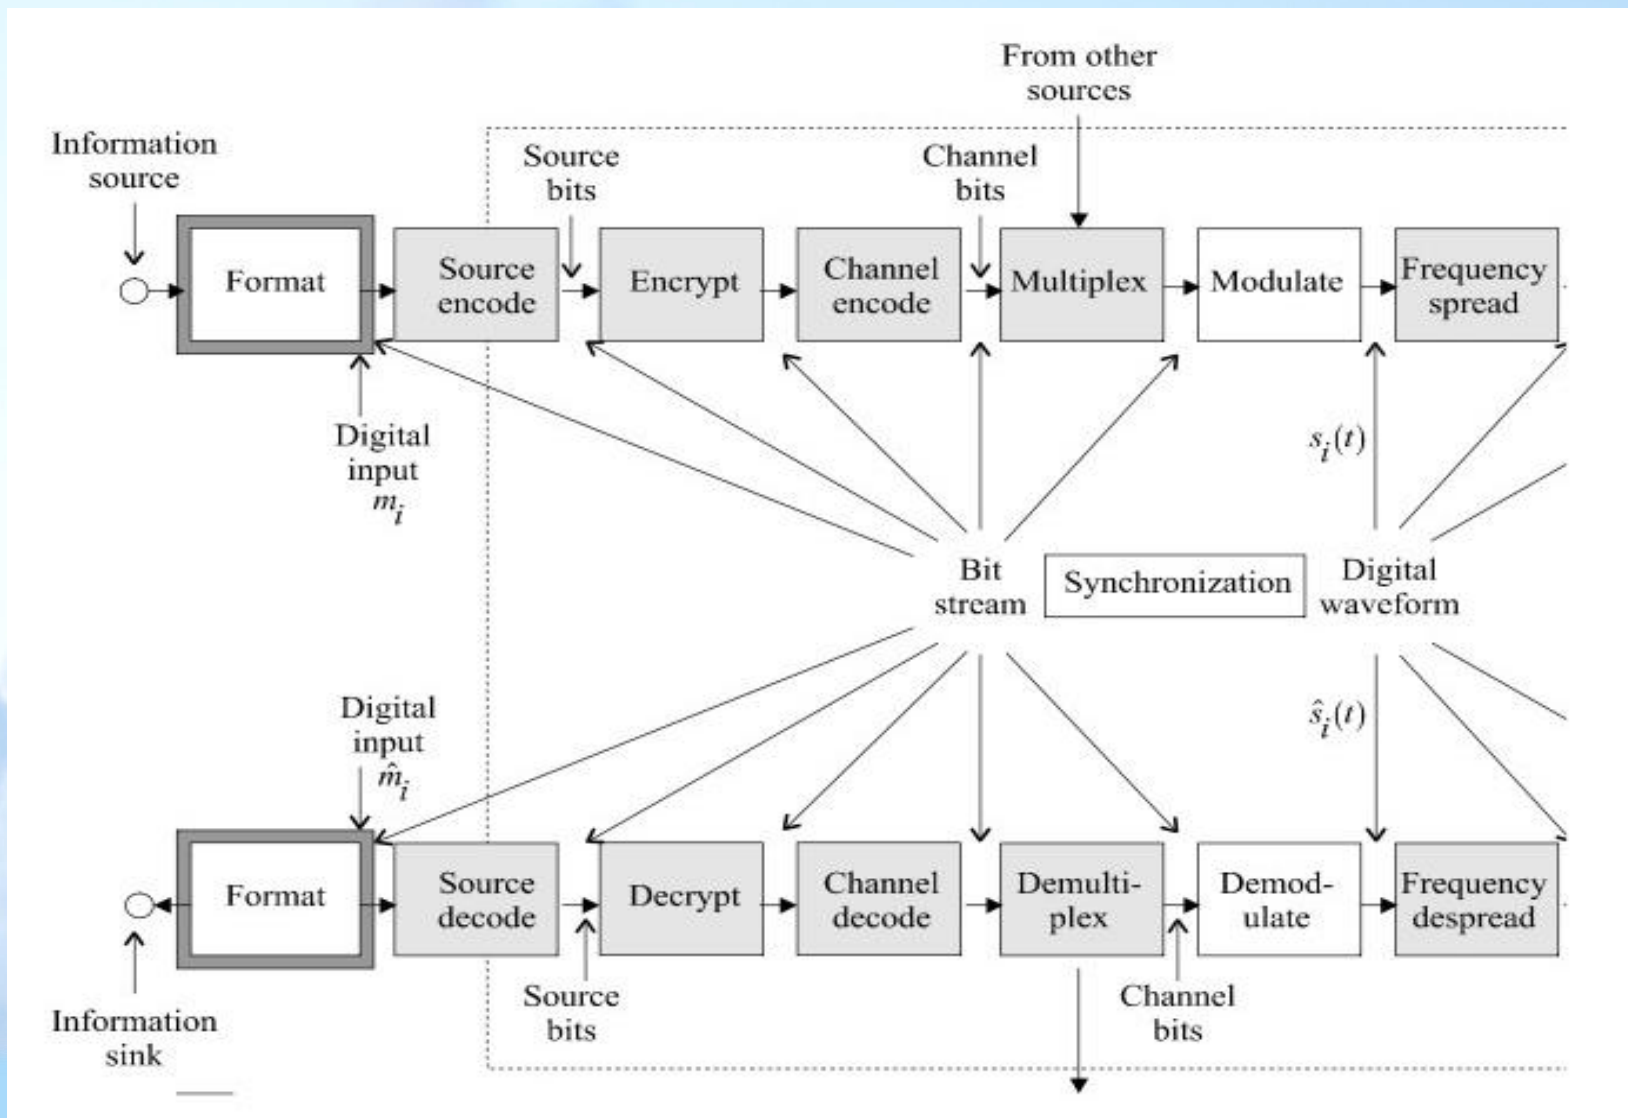 From other
sources
Information
source
Source
bits
Channel
bits
Format
Source
encode
Encrypt
Channel
encode
Multiplex
Modulate
Frequency
spread
Digital
input
m_i
s_i(t)
Bit
stream
Synchronization
Digital
waveform
Digital
input
m̂_i
ŝ_i(t)
Format
Source
decode
Decrypt
Channel
decode
Demulti-
plex
Demod-
ulate
Frequency
despread
Information
sink
Source
bits
Channel
bits